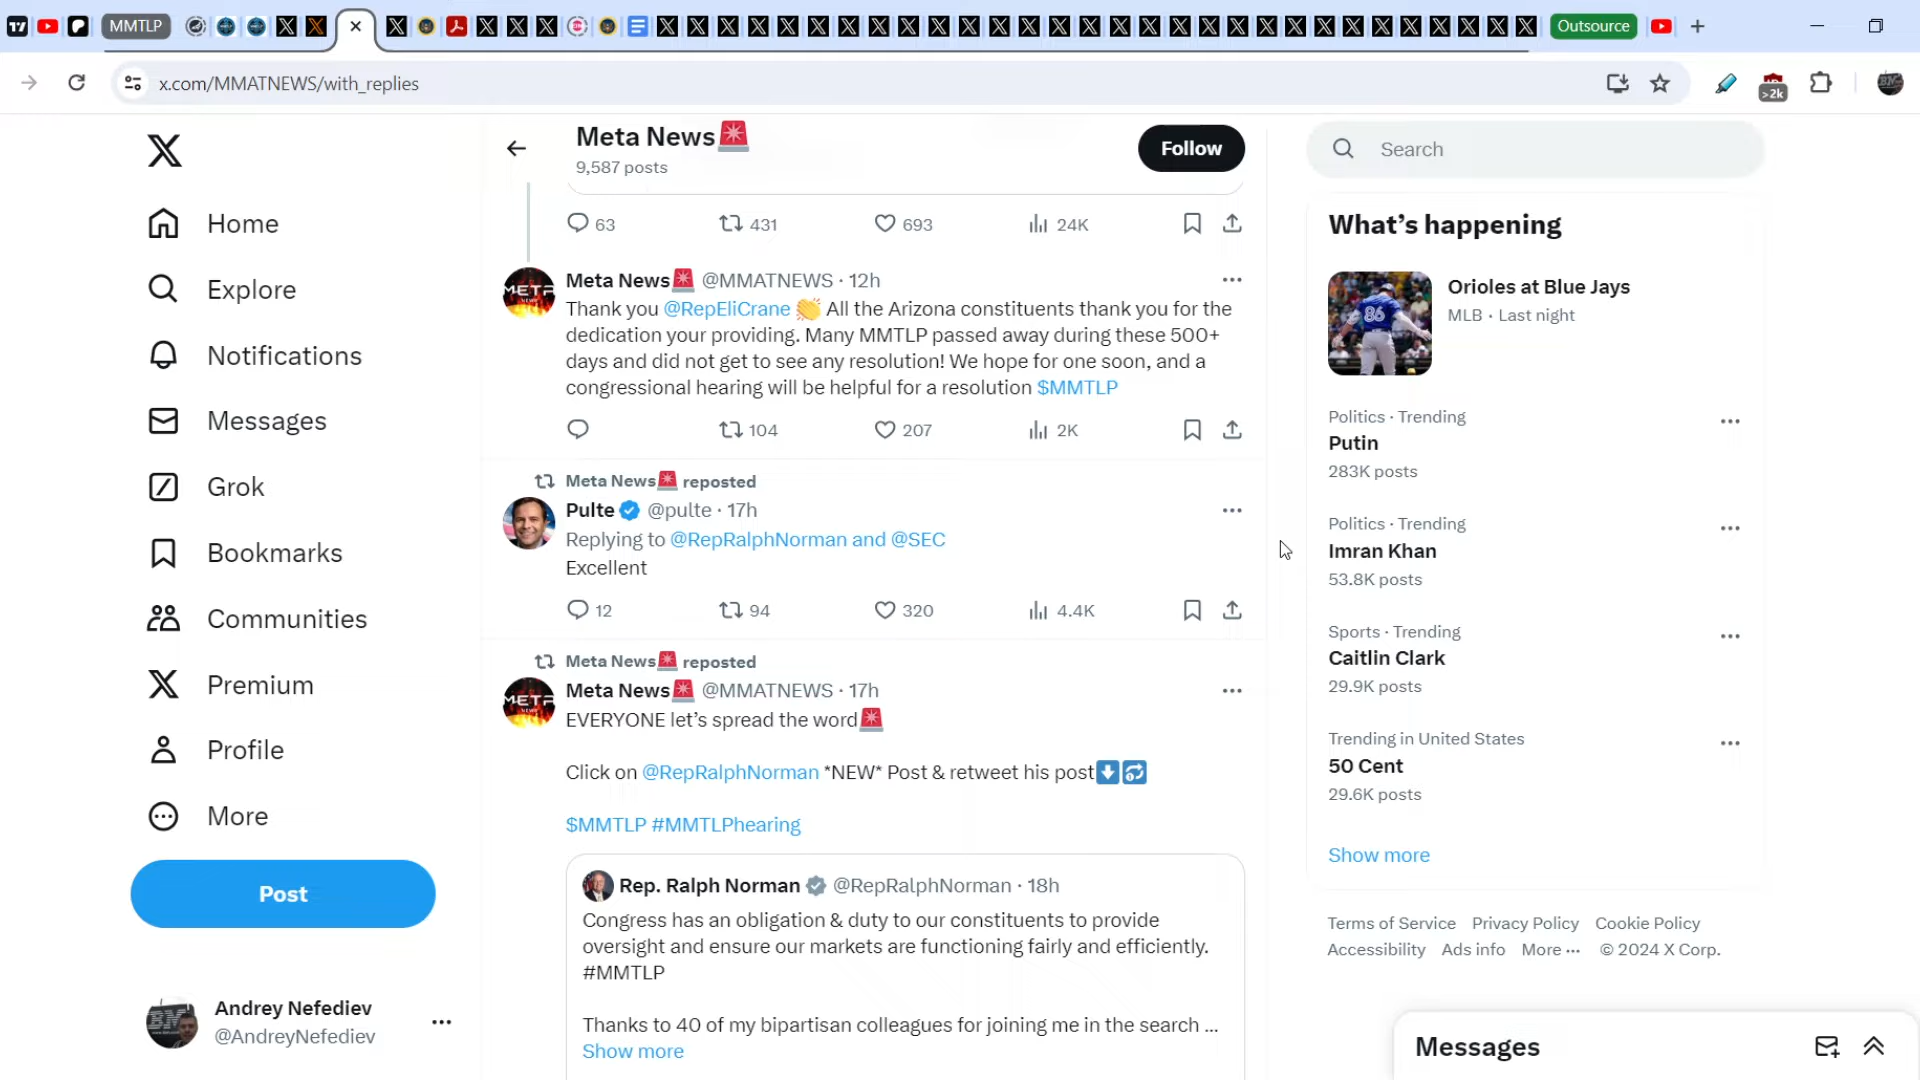 MMTLP
Outsource
x.com/MMATNEWS/with_replies
>2k
Home
Explore
Notifications
Messages
Grok
Bookmarks
Communities
Premium
Profile
More
Post
Andrey Nefediev
@AndreyNefediev
Meta News🚨
9,587 posts
Follow
63 431 693 24K
Meta News🚨 @MMATNEWS · 12h
Thank you @RepEliCrane 👏 All the Arizona constituents thank you for the
dedication your providing. Many MMTLP passed away during these 500+
days and did not get to see any resolution! We hope for one soon, and a
congressional hearing will be helpful for a resolution $MMTLP
104 207 2K
Meta News🚨 reposted
Pulte @pulte · 17h
Replying to @RepRalphNorman and @SEC
Excellent
12 94 320 4.4K
Meta News🚨 reposted
Meta News🚨 @MMATNEWS · 17h
EVERYONE let's spread the word🚨
Click on @RepRalphNorman *NEW* Post & retweet his post⬇️🔂
$MMTLP #MMTLPhearing
Rep. Ralph Norman @RepRalphNorman · 18h
Congress has an obligation & duty to our constituents to provide
oversight and ensure our markets are functioning fairly and efficiently.
#MMTLP
Thanks to 40 of my bipartisan colleagues for joining me in the search ...
Show more
Search
What's happening
Orioles at Blue Jays
MLB · Last night
Politics · Trending
Putin
283K posts
Politics · Trending
Imran Khan
53.8K posts
Sports · Trending
Caitlin Clark
29.9K posts
Trending in United States
50 Cent
29.6K posts
Show more
Terms of Service Privacy Policy Cookie Policy
Accessibility Ads info More ··· © 2024 X Corp.
Messages